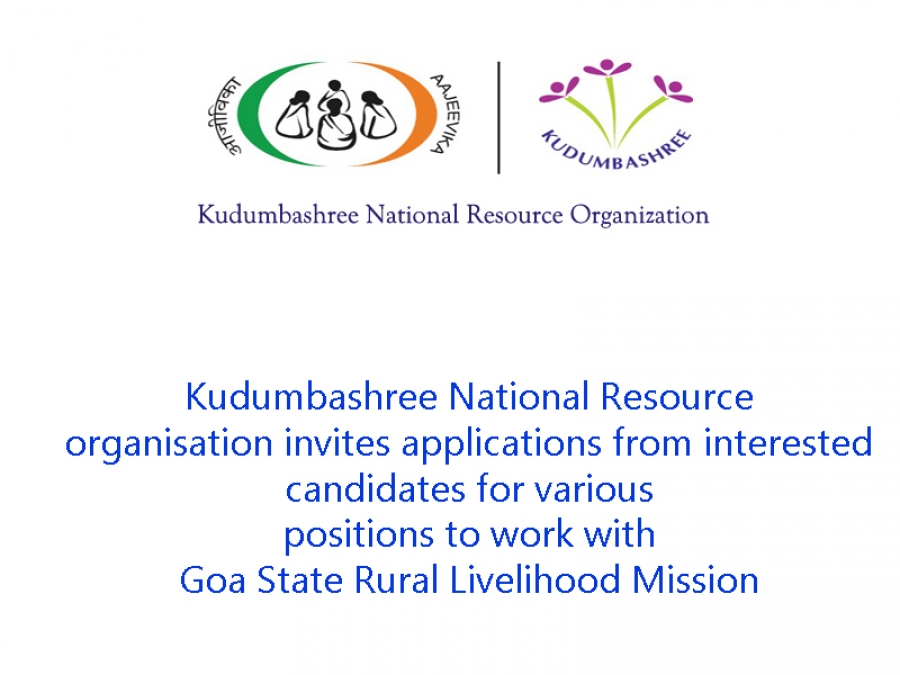 आजीविका
AAJEEVIKA
KUDUMBASHREE
Kudumbashree National Resource Organization
Kudumbashree National Resource
organisation invites applications from interested
candidates for various
positions to work with
Goa State Rural Livelihood Mission